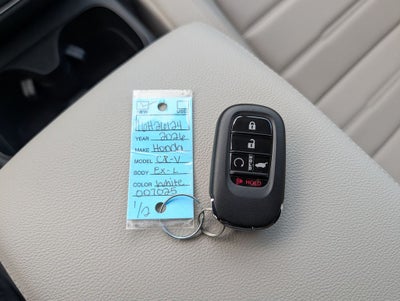 YEAR 2026
MAKE Honda
MODEL CR-V
BODY EX-L
COLOR White
007025
1/2
HOLD